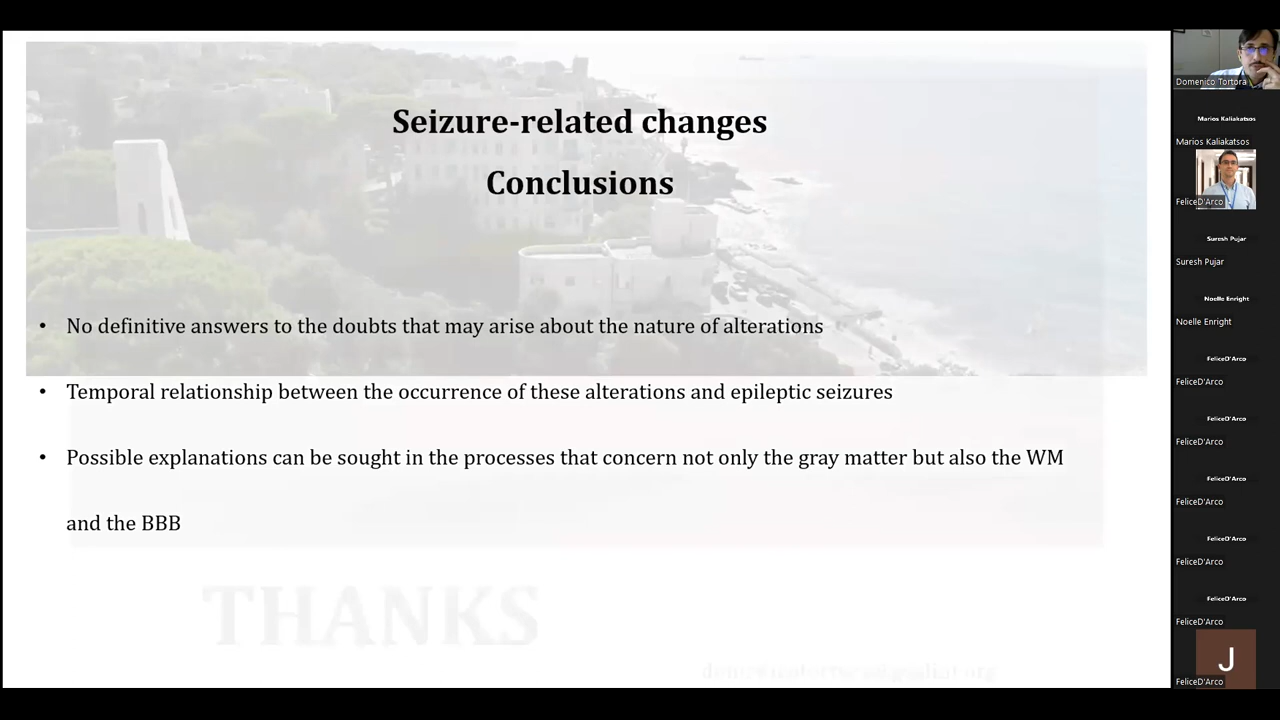 Seizure-related changes
Conclusions
• No definitive answers to the doubts that may arise about the nature of alterations
• Temporal relationship between the occurrence of these alterations and epileptic seizures
• Possible explanations can be sought in the processes that concern not only the gray matter but also the WM
and the BBB
THANKS
Domenico Tortora
Marios Kaliakatsos
Marios Kaliakatsos
FeliceD'Arco
Suresh Pujar
Suresh Pujar
Noelle Enright
Noelle Enright
FeliceD'Arco
FeliceD'Arco
FeliceD'Arco
FeliceD'Arco
FeliceD'Arco
FeliceD'Arco
FeliceD'Arco
FeliceD'Arco
FeliceD'Arco
FeliceD'Arco
J
FeliceD'Arco